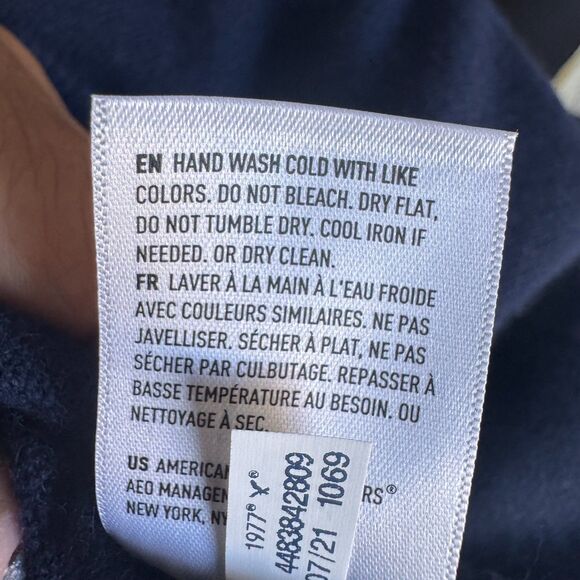 EN HAND WASH COLD WITH LIKE
COLORS. DO NOT BLEACH. DRY FLAT,
DO NOT TUMBLE DRY. COOL IRON IF
NEEDED. OR DRY CLEAN.
FR LAVER À LA MAIN À L'EAU FROIDE
AVEC COULEURS SIMILAIRES. NE PAS
JAVELLISER. SÉCHER À PLAT, NE PAS
SÉCHER PAR CULBUTAGE. REPASSER À
BASSE TEMPÉRATURE AU BESOIN. OU
NETTOYAGE À SEC.
US AMERICAN
AEO MANAGEM
RS®
NEW YORK, NY
1977®
4483842809
07/21 1069